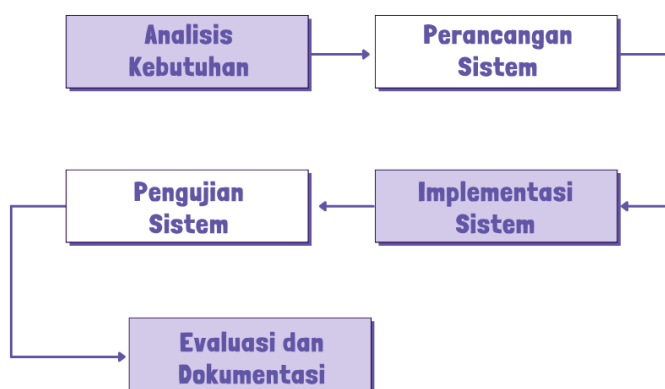 Analisis
Kebutuhan
Perancangan
Sistem
Implementasi
Sistem
Pengujian
Sistem
Evaluasi dan
Dokumentasi